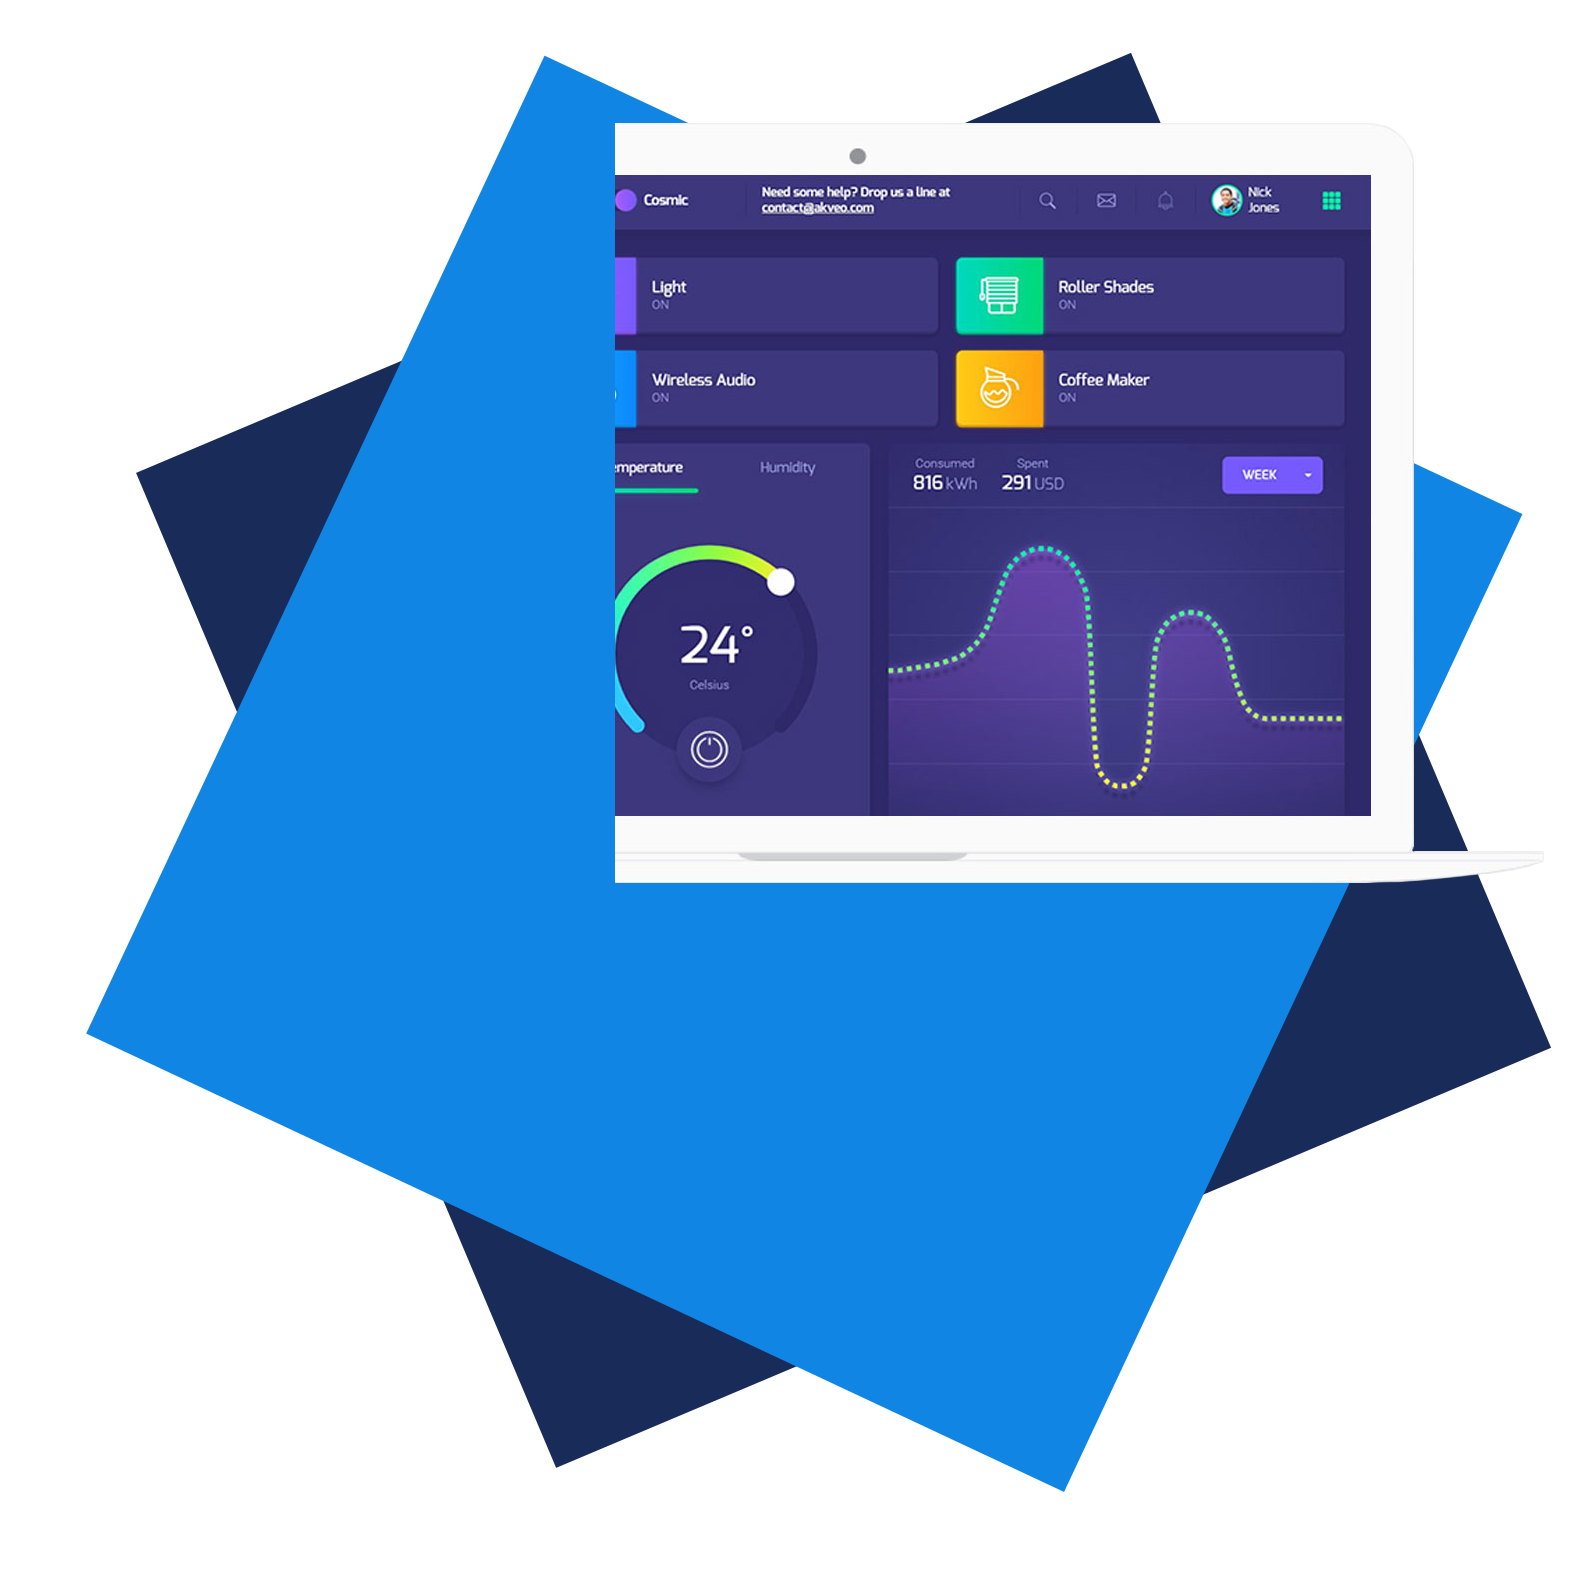 Cosmic
Need some help? Drop us a line at
contact@akveo.com
Nick
Jones
Light
ON
Roller Shades
ON
Wireless Audio
ON
Coffee Maker
ON
emperature
Humidity
Consumed
816 kWh
Spent
291 USD
WEEK
24°
Celsius